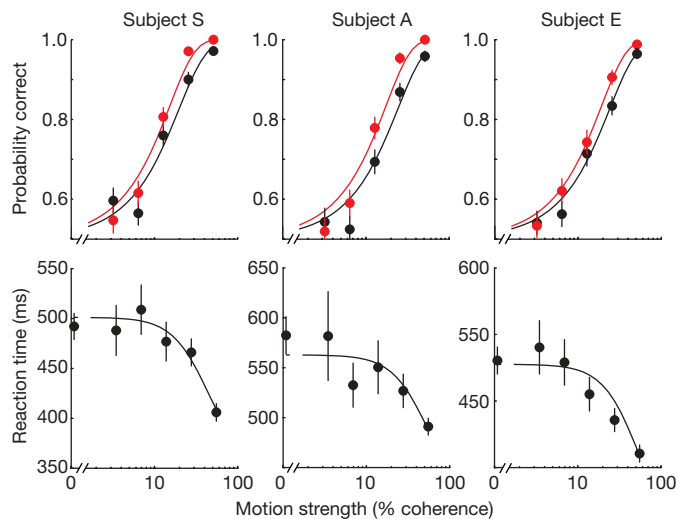 Subject S Subject A Subject E
Probability correct
1.0 1.0 1.0
0.8 0.8 0.8
0.6 0.6 0.6
Reaction time (ms)
550 650 600
500 550 550
450 500 450
400
350
0 10 100 0 10 100 0 10 100
Motion strength (% coherence)